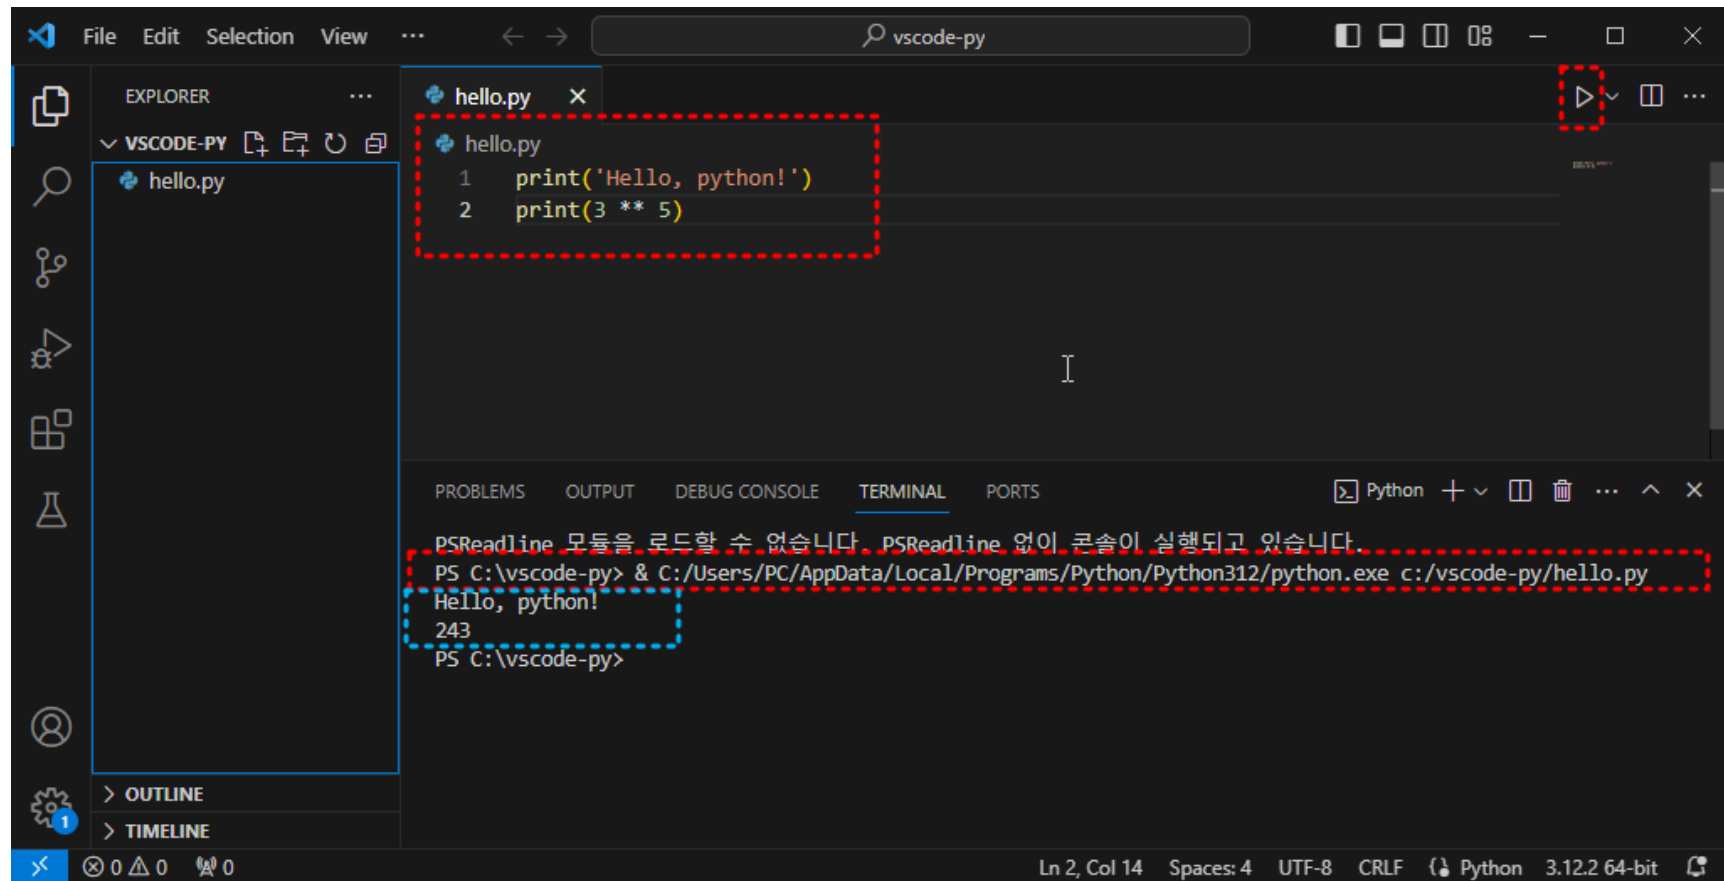 File Edit Selection View ··· vscode-py
EXPLORER ···
VSCODE-PY
hello.py
OUTLINE
TIMELINE
hello.py
hello.py
1 print('Hello, python!')
2 print(3 ** 5)
PROBLEMS OUTPUT DEBUG CONSOLE TERMINAL PORTS Python
PSReadline 모듈을 로드할 수 없습니다. PSReadline 없이 콘솔이 실행되고 있습니다.
PS C:\vscode-py> & C:/Users/PC/AppData/Local/Programs/Python/Python312/python.exe c:/vscode-py/hello.py
Hello, python!
243
PS C:\vscode-py>
1
0 0 0 Ln 2, Col 14 Spaces: 4 UTF-8 CRLF Python 3.12.2 64-bit